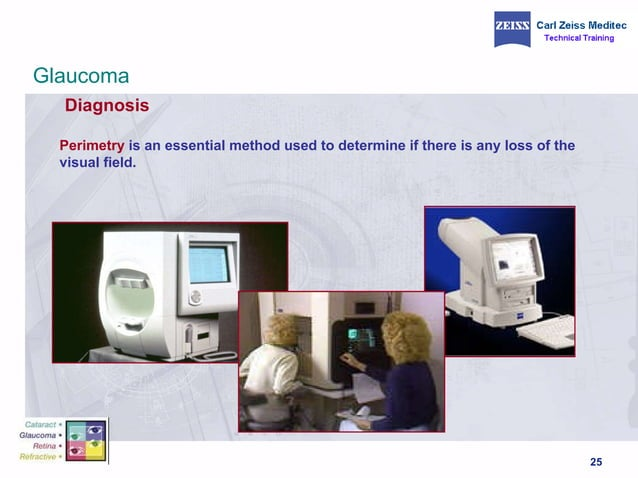 ZEISS
Carl Zeiss Meditec
Technical Training
Glaucoma
Diagnosis
Perimetry is an essential method used to determine if there is any loss of the
visual field.
Cataract •
Glaucoma •
Retina •
Refractive •
25